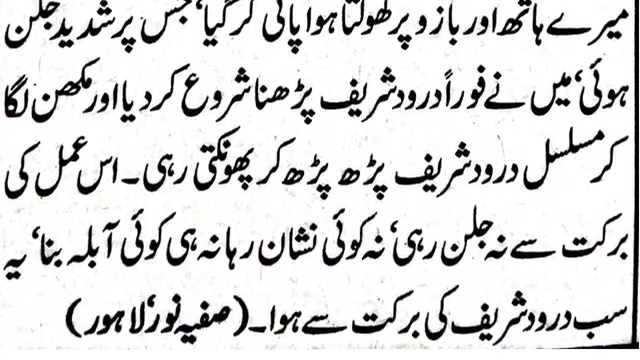 میرے ہاتھ اور بازو پر کھولتا ہوا پانی گر گیا‘ جس پر شدید جلن
ہوئی‘ میں نے فوراً درود شریف پڑھنا شروع کر دیا اور مکھن لگا
کر مسلسل درود شریف پڑھ پڑھ کر پھونکتی رہی۔ اس عمل کی
برکت سے نہ جلن رہی‘ نہ کوئی نشان رہا نہ ہی کوئی آبلہ بنا‘ یہ
سب درود شریف کی برکت سے ہوا۔ (صفیہ نور‘ لاہور)